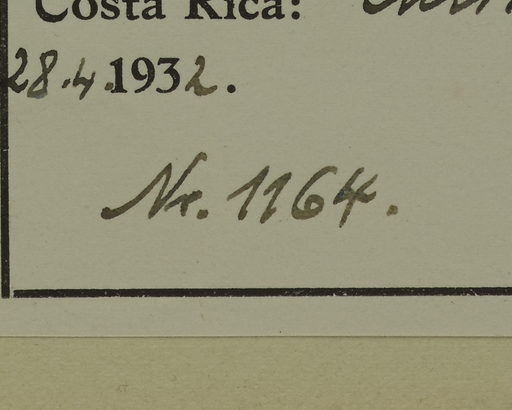 Costa Rica:
28.4.1932.
Nr. 1164.